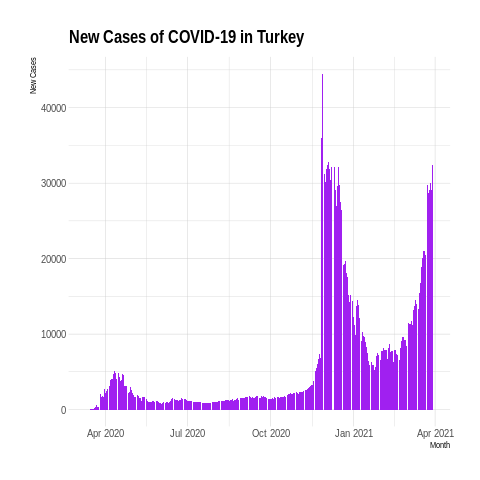 New Cases of COVID-19 in Turkey
New Cases
40000
30000
20000
10000
0
Apr 2020 Jul 2020 Oct 2020 Jan 2021 Apr 2021
Month